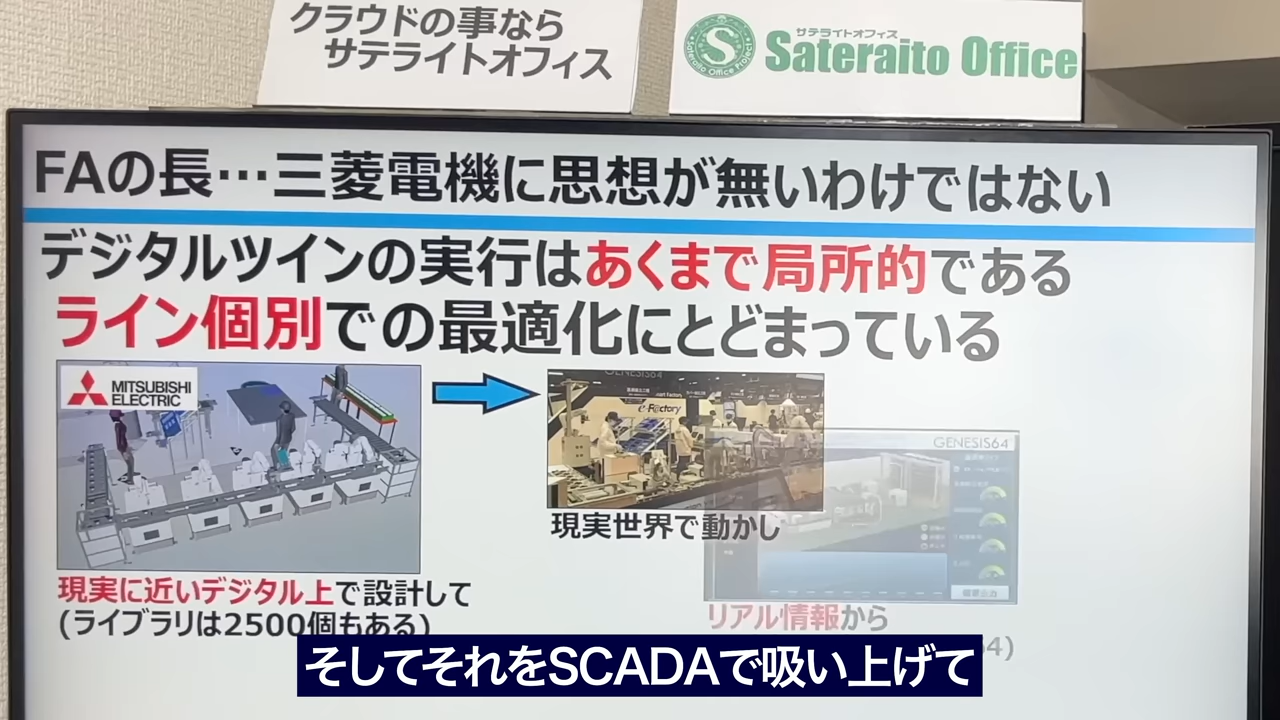 クラウドの事なら
サテライトオフィス
サテライトオフィス
Sateraito Office
Sateraito Office Project
FAの長…三菱電機に思想が無いわけではない
デジタルツインの実行はあくまで局所的である
ライン個別での最適化にとどまっている
MITSUBISHI
ELECTRIC
GENESIS64
e-F@ctory
GENESIS64
現実世界で動かし
現実に近いデジタル上で設計して
(ライブラリは2500個もある)
リアル情報から
そしてそれをSCADAで吸い上げて